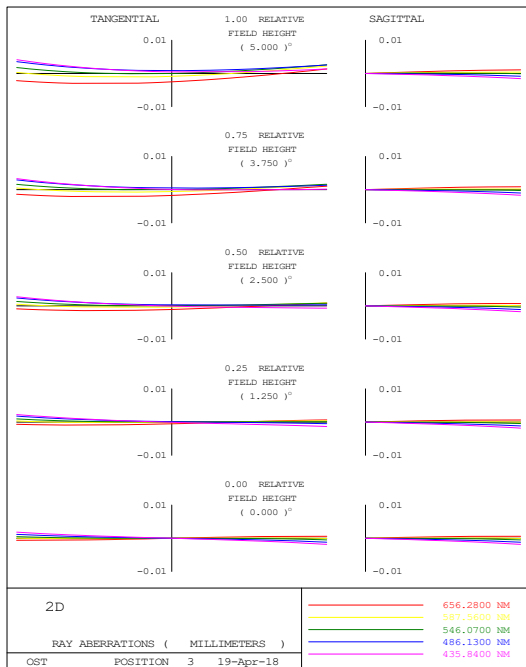 TANGENTIAL 1.00 RELATIVE SAGITTAL
FIELD HEIGHT
0.01 ( 5.000 )° 0.01
-0.01 -0.01
0.75 RELATIVE
FIELD HEIGHT
0.01 ( 3.750 )° 0.01
-0.01 -0.01
0.50 RELATIVE
FIELD HEIGHT
0.01 ( 2.500 )° 0.01
-0.01 -0.01
0.25 RELATIVE
FIELD HEIGHT
0.01 ( 1.250 )° 0.01
-0.01 -0.01
0.00 RELATIVE
FIELD HEIGHT
0.01 ( 0.000 )° 0.01
-0.01 -0.01
2D
RAY ABERRATIONS ( MILLIMETERS )
OST POSITION 3 19-Apr-18
656.2800 NM
NM
546.0700 NM
486.1300 NM
435.8400 NM